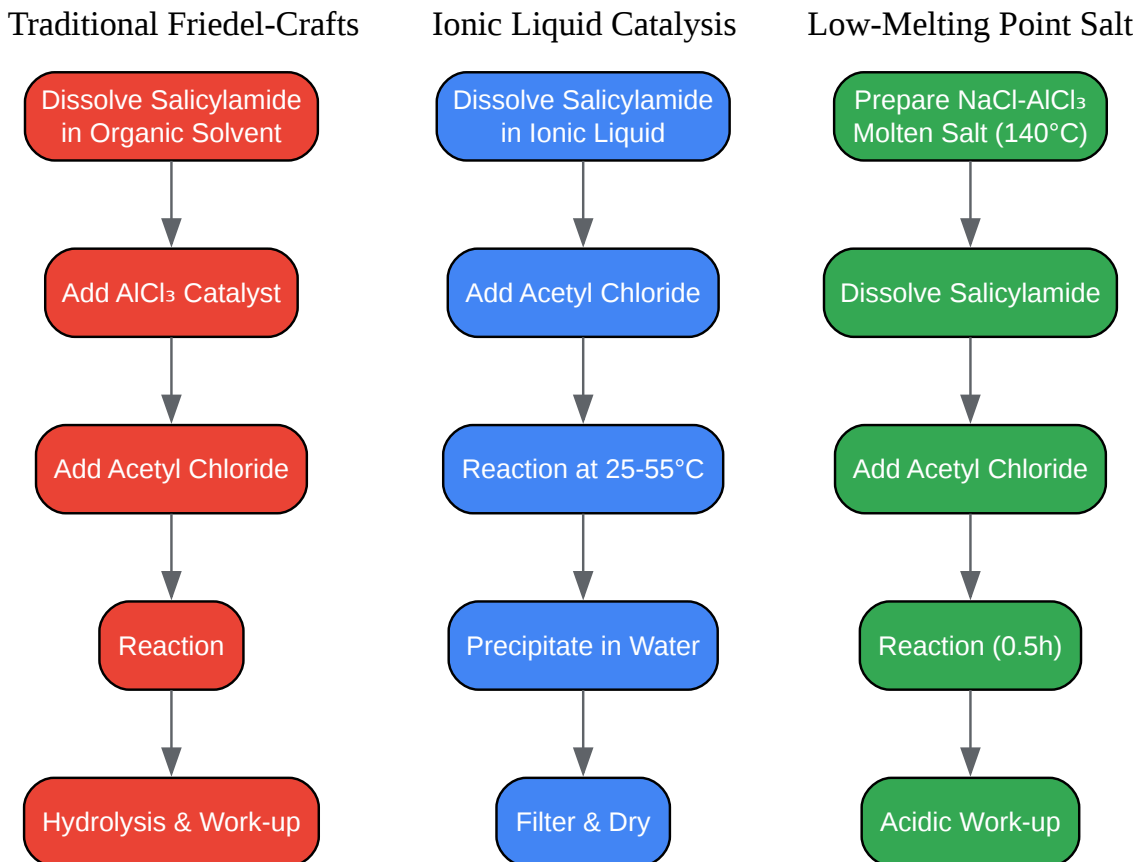 Traditional Friedel-Crafts
Dissolve Salicylamide
in Organic Solvent
Add AlCl₃ Catalyst
Add Acetyl Chloride
Reaction
Hydrolysis & Work-up
Ionic Liquid Catalysis
Dissolve Salicylamide
in Ionic Liquid
Add Acetyl Chloride
Reaction at 25-55°C
Precipitate in Water
Filter & Dry
Low-Melting Point Salt
Prepare NaCl-AlCl₃
Molten Salt (140°C)
Dissolve Salicylamide
Add Acetyl Chloride
Reaction (0.5h)
Acidic Work-up